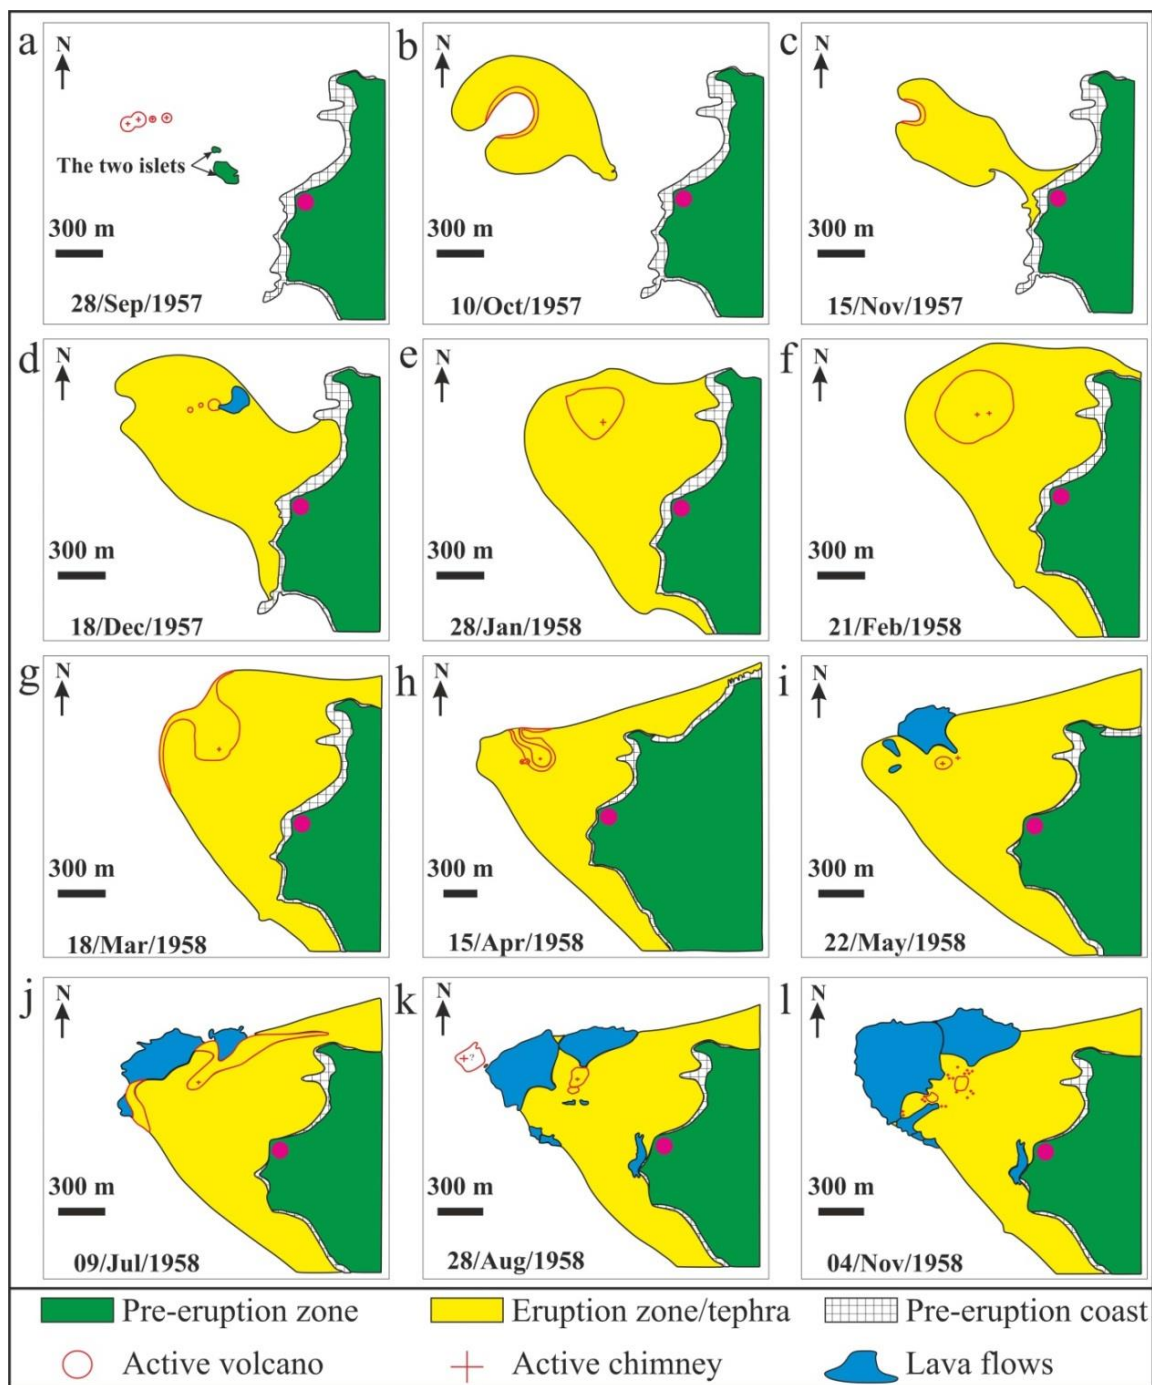 a
N
The two islets
300 m
28/Sep/1957
b
N
300 m
10/Oct/1957
c
N
300 m
15/Nov/1957
d
N
300 m
18/Dec/1957
e
N
300 m
28/Jan/1958
f
N
300 m
21/Feb/1958
g
N
300 m
18/Mar/1958
h
N
300 m
15/Apr/1958
i
N
300 m
22/May/1958
j
N
300 m
09/Jul/1958
k
N
?
300 m
28/Aug/1958
l
N
300 m
04/Nov/1958
Pre-eruption zone
Eruption zone/tephra
Pre-eruption coast
Active volcano
Active chimney
Lava flows